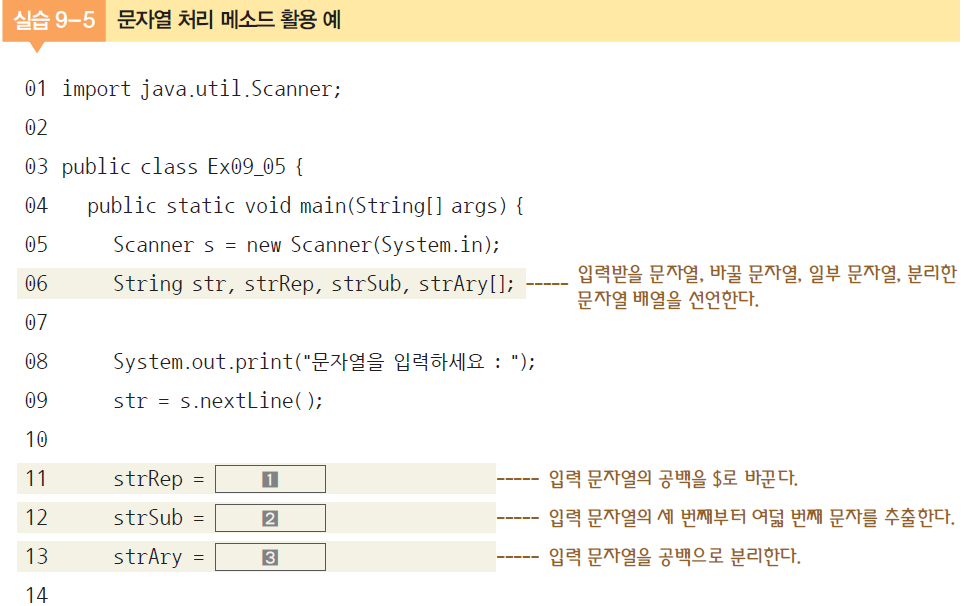 실습 9-5 문자열 처리 메소드 활용 예
01 import java.util.Scanner;
02
03 public class Ex09_05 {
04 public static void main(String[] args) {
05 Scanner s = new Scanner(System.in);
06 String str, strRep, strSub, strAry[]; ----- 입력받을 문자열, 바꿀 문자열, 일부 문자열, 분리한
문자열 배열을 선언한다.
07
08 System.out.print("문자열을 입력하세요 : ");
09 str = s.nextLine();
10
11 strRep = 1 ----- 입력 문자열의 공백을 $로 바꾼다.
12 strSub = 2 ----- 입력 문자열의 세 번째부터 여덟 번째 문자를 추출한다.
13 strAry = 3 ----- 입력 문자열을 공백으로 분리한다.
14